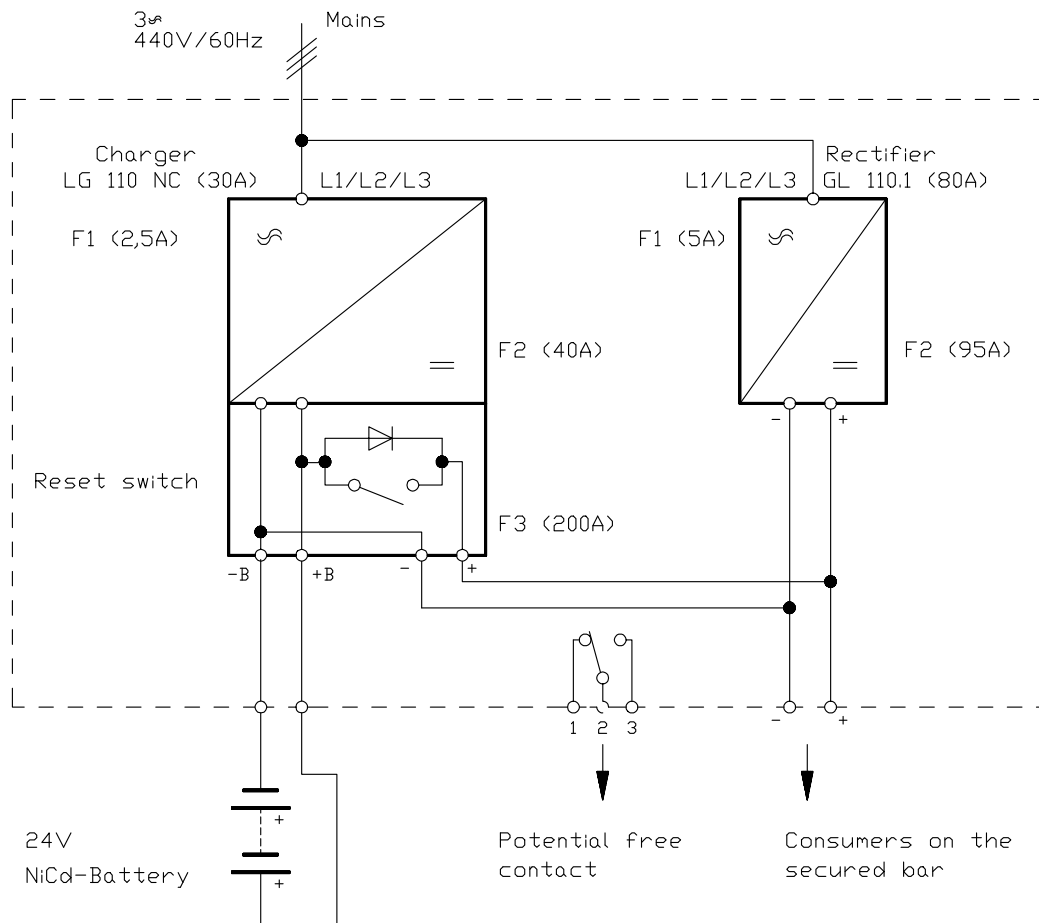 3~ Mains
440V/60Hz
Charger
LG 110 NC (30A)
L1/L2/L3
Rectifier
L1/L2/L3 GL 110.1 (80A)
F1 (2,5A)
F1 (5A)
F2 (40A)
F2 (95A)
- +
Reset switch
F3 (200A)
-B +B - +
1 2 3
- +
+
24V
NiCd-Battery
+
Potential free
contact
Consumers on the
secured bar